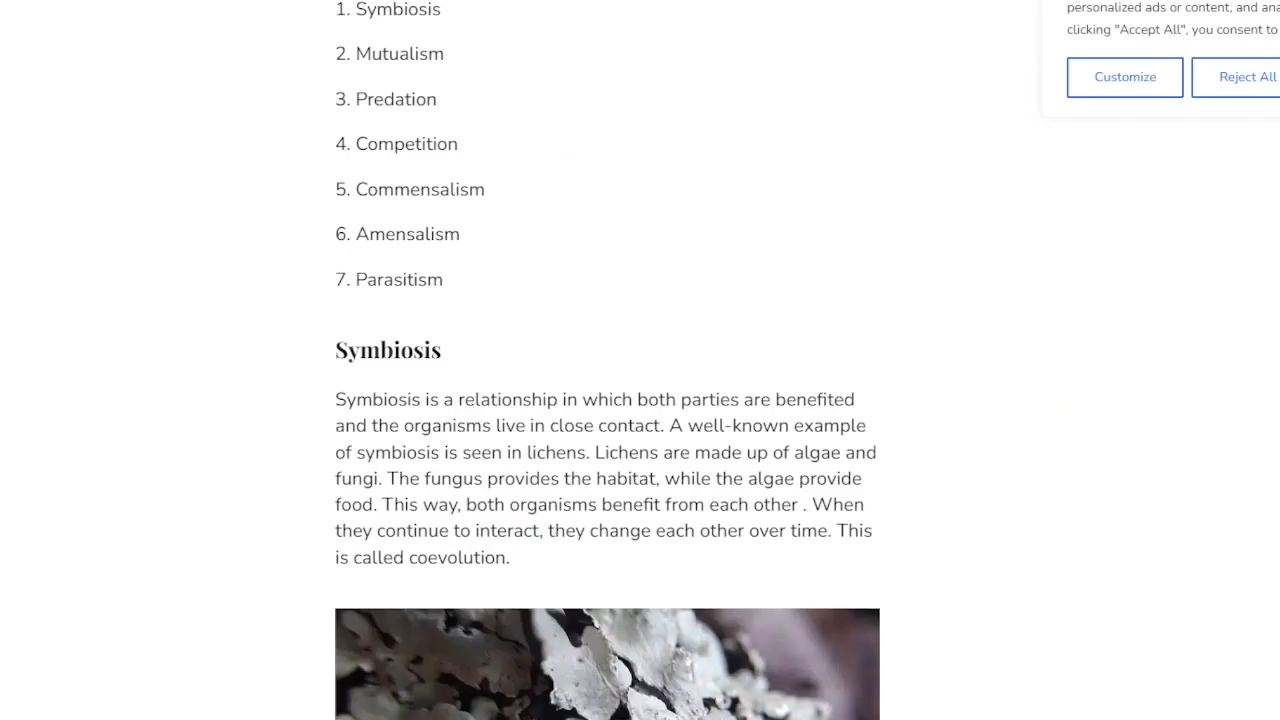 1. Symbiosis
personalized ads or content, and ana
clicking "Accept All", you consent to
2. Mutualism
Customize
Reject All
3. Predation
4. Competition
5. Commensalism
6. Amensalism
7. Parasitism
Symbiosis
Symbiosis is a relationship in which both parties are benefited
and the organisms live in close contact. A well-known example
of symbiosis is seen in lichens. Lichens are made up of algae and
fungi. The fungus provides the habitat, while the algae provide
food. This way, both organisms benefit from each other . When
they continue to interact, they change each other over time. This
is called coevolution.